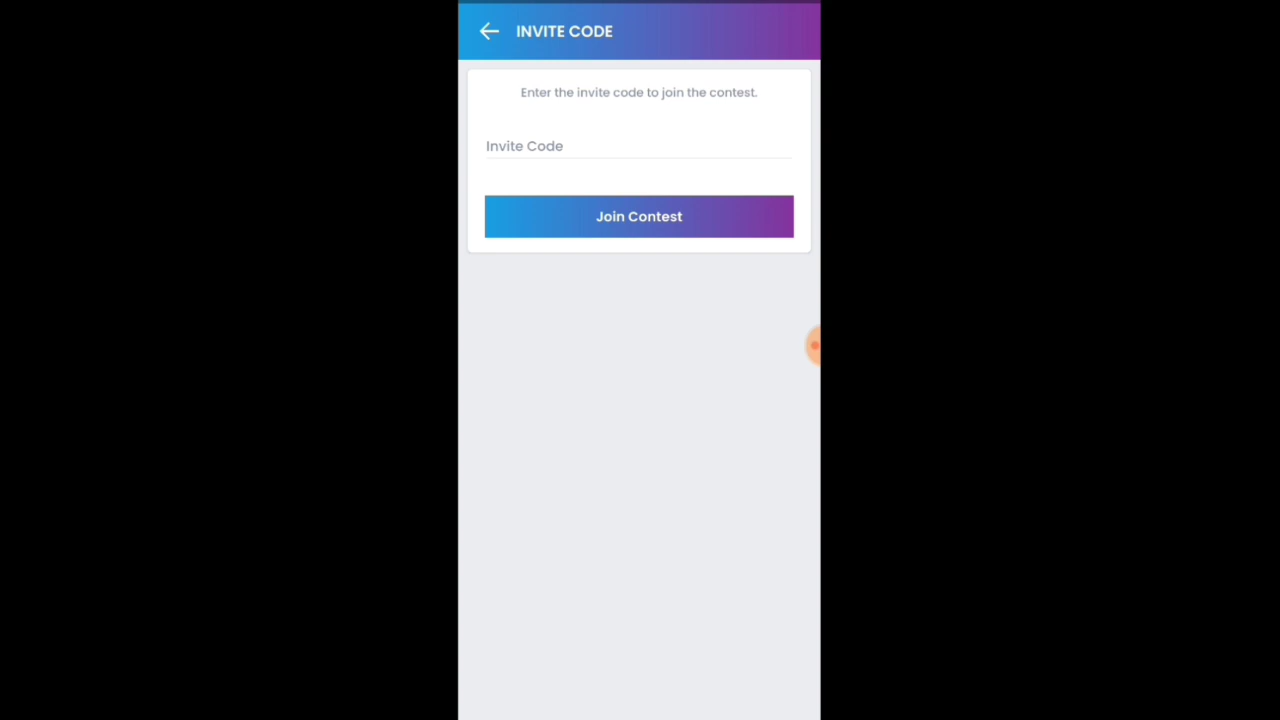 INVITE CODE
Enter the invite code to join the contest.
Invite Code
Join Contest